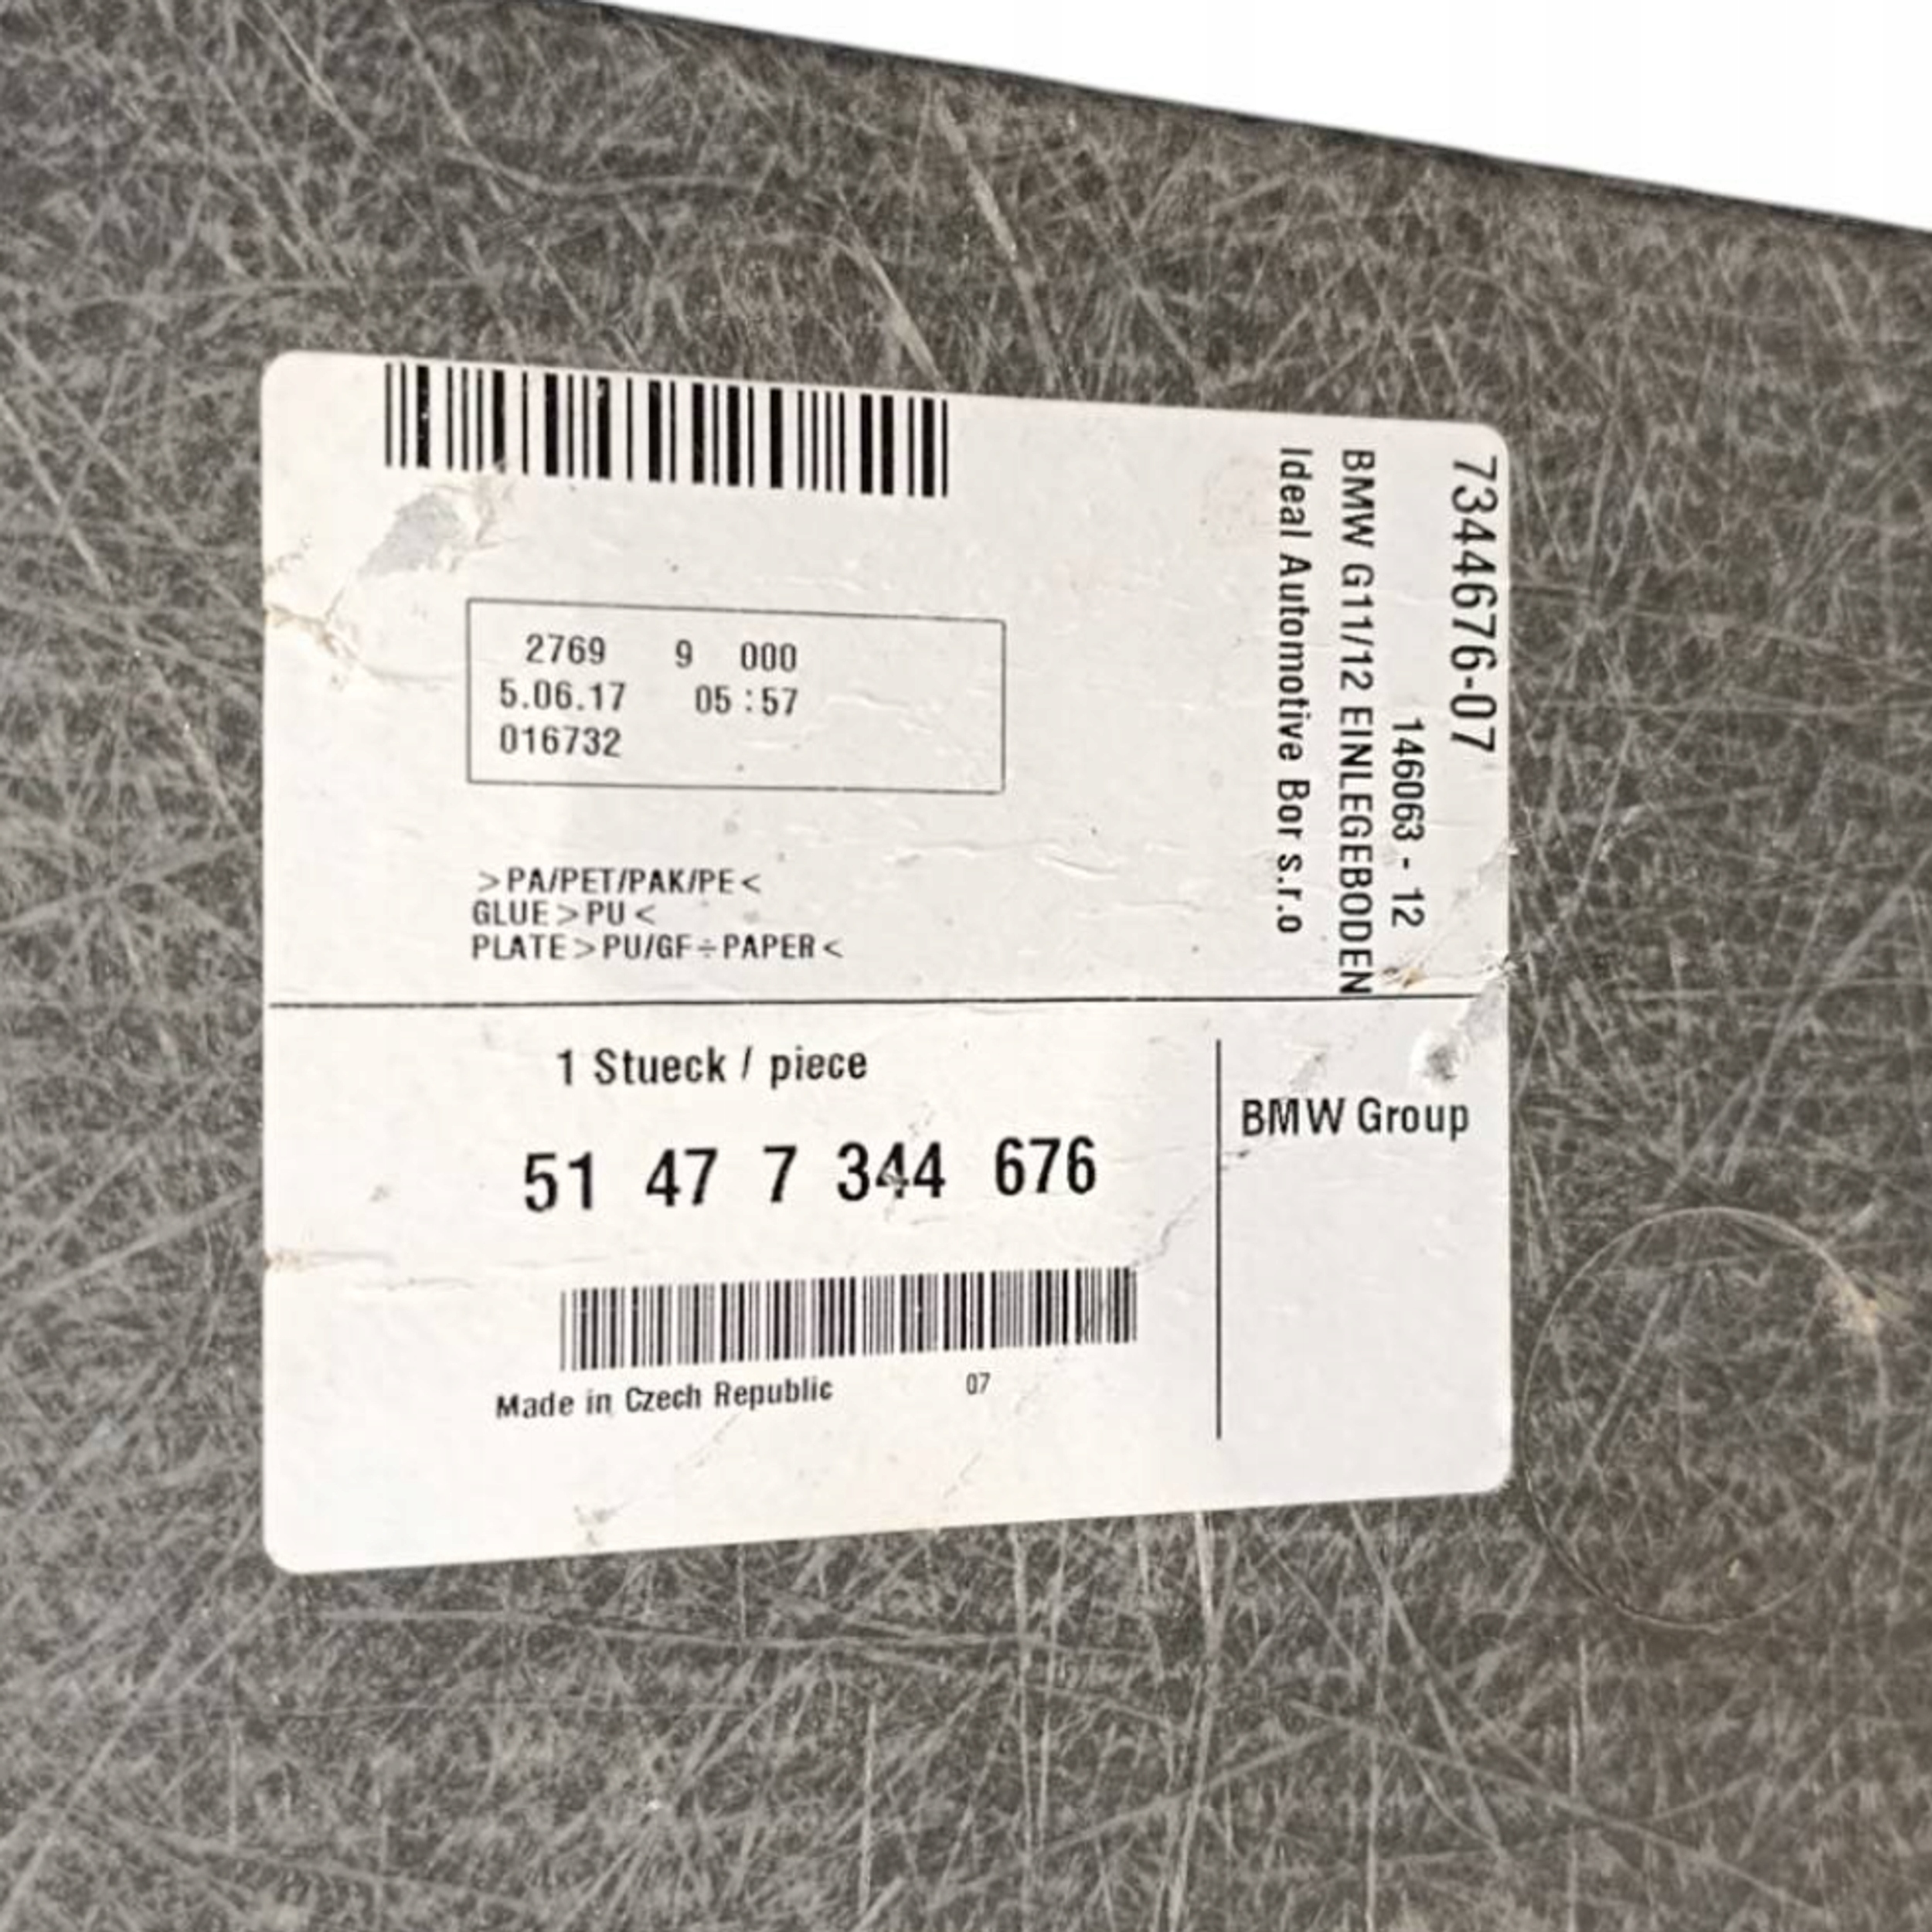 7344676-07
146063 - 12
BMW G11/12 EINLEGEBODEN
Ideal Automotive Bor s.r.o
2769 9 000
5.06.17 05:57
016732
>PA/PET/PAK/PE<
GLUE>PU<
PLATE>PU/GF÷PAPER<
1 Stueck / piece
51 47 7 344 676
BMW Group
Made in Czech Republic 07